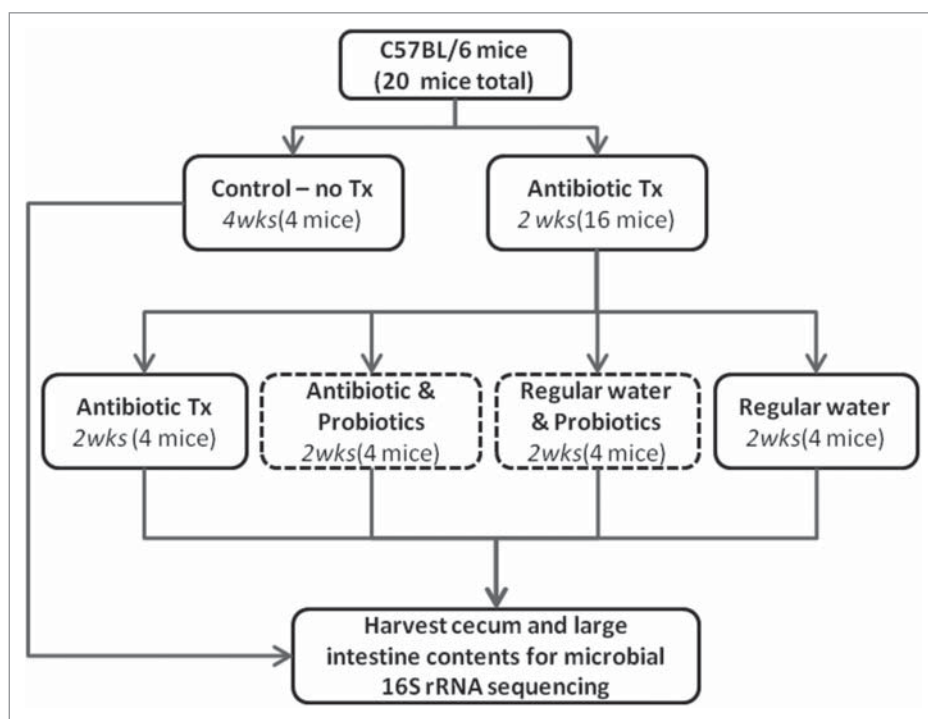 C57BL/6 mice
(20 mice total)
Control – no Tx
4wks(4 mice)
Antibiotic Tx
2 wks(16 mice)
Antibiotic Tx
2wks (4 mice)
Antibiotic &
Probiotics
2wks(4 mice)
Regular water
& Probiotics
2wks(4 mice)
Regular water
2wks(4 mice)
Harvest cecum and large
intestine contents for microbial
16S rRNA sequencing